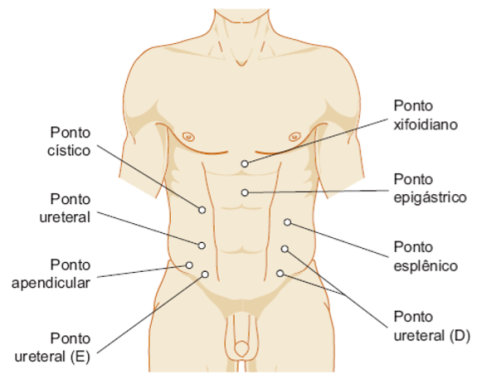 Ponto
cístico
Ponto
ureteral
Ponto
apendicular
Ponto
ureteral (E)
Ponto
xifoidiano
Ponto
epigástrico
Ponto
esplênico
Ponto
ureteral (D)